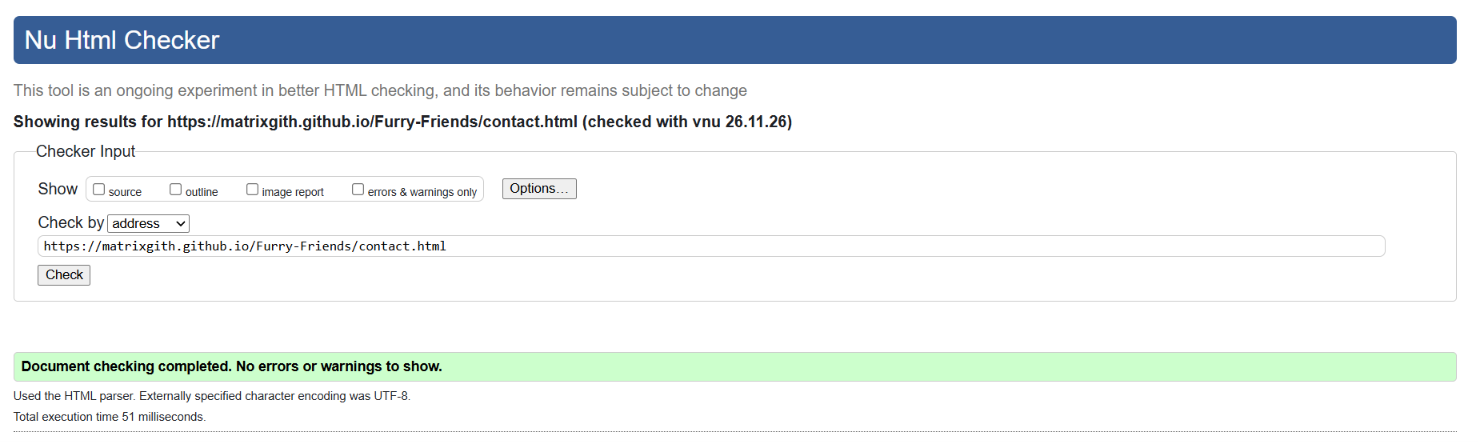 Nu Html Checker
This tool is an ongoing experiment in better HTML checking, and its behavior remains subject to change
Showing results for https://matrixgith.github.io/Furry-Friends/contact.html (checked with vnu 26.11.26)
Checker Input
Show source outline image report errors & warnings only Options...
Check by address
https://matrixgith.github.io/Furry-Friends/contact.html
Check
Document checking completed. No errors or warnings to show.
Used the HTML parser. Externally specified character encoding was UTF-8.
Total execution time 51 milliseconds.